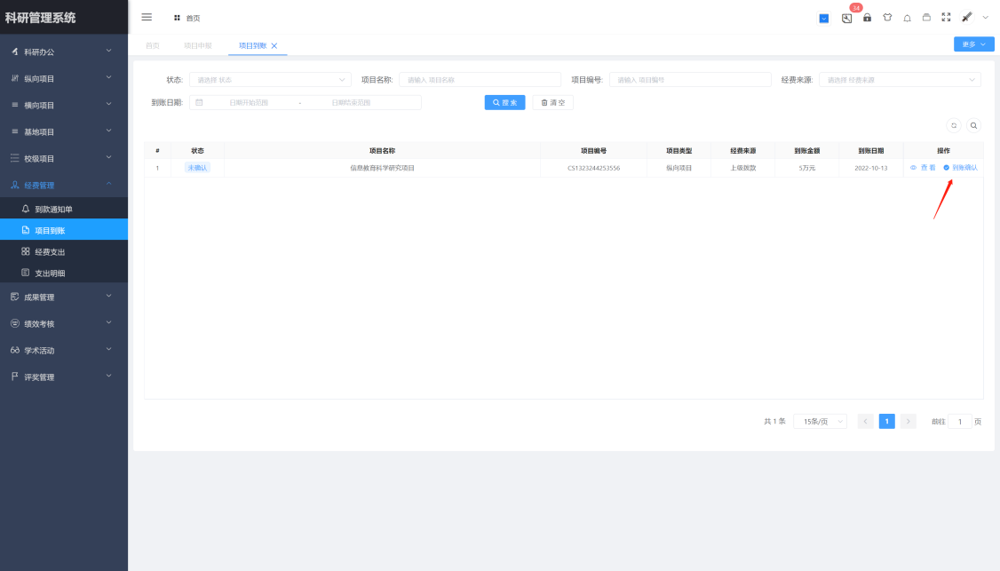 科研管理系统
首页
34
科研办公
纵向项目
横向项目
基地项目
校级项目
经费管理
到款通知单
项目到账
经费支出
支出明细
成果管理
绩效考核
学术活动
评奖管理
首页 项目申报 项目到账
更多
状态: 请选择 状态 项目名称: 请输入 项目名称 项目编号: 请输入 项目编号 经费来源: 请选择 经费来源
到账日期: 日期开始范围 - 日期结束范围 搜 索 清 空
# 状态 项目名称 项目编号 项目类型 经费来源 到账金额 到账日期 操作
1 未确认 信息教育科学研究项目 CS1323244253556 纵向项目 上级拨款 5万元 2022-10-13 查 看 到账确认
共 1 条 15条/页 1 前往 1 页